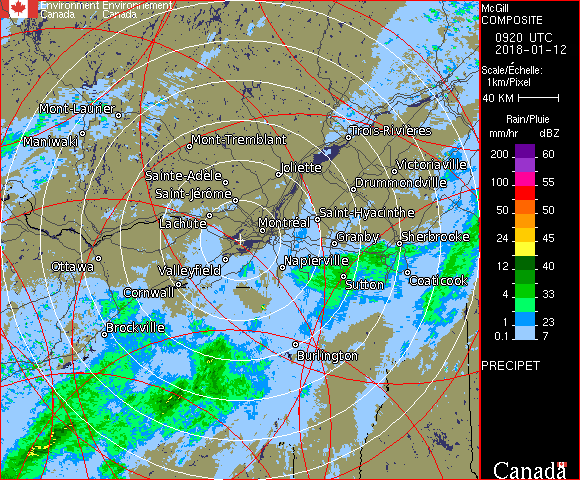 Environment Environnement
Canada Canada
McGill
COMPOSITE
0920 UTC
2018-01-12
Scale/Échelle:
1km/Pixel
40 KM
Rain/Pluie
mm/hr dBZ
200 60
100 55
50 50
24 45
12 40
4 33
1 23
0.1 7
PRECIPET
Mont-Laurier
Maniwaki
Mont-Tremblant
Trois-Rivières
Joliette
Victoriaville
Sainte-Adèle
Drummondville
Saint-Jérôme
Saint-Hyacinthe
Lachute
Montréal
Granby
Sherbrooke
Ottawa
Valleyfield
Napierville
Coaticook
Sutton
Cornwall
Brockville
Burlington
Canada